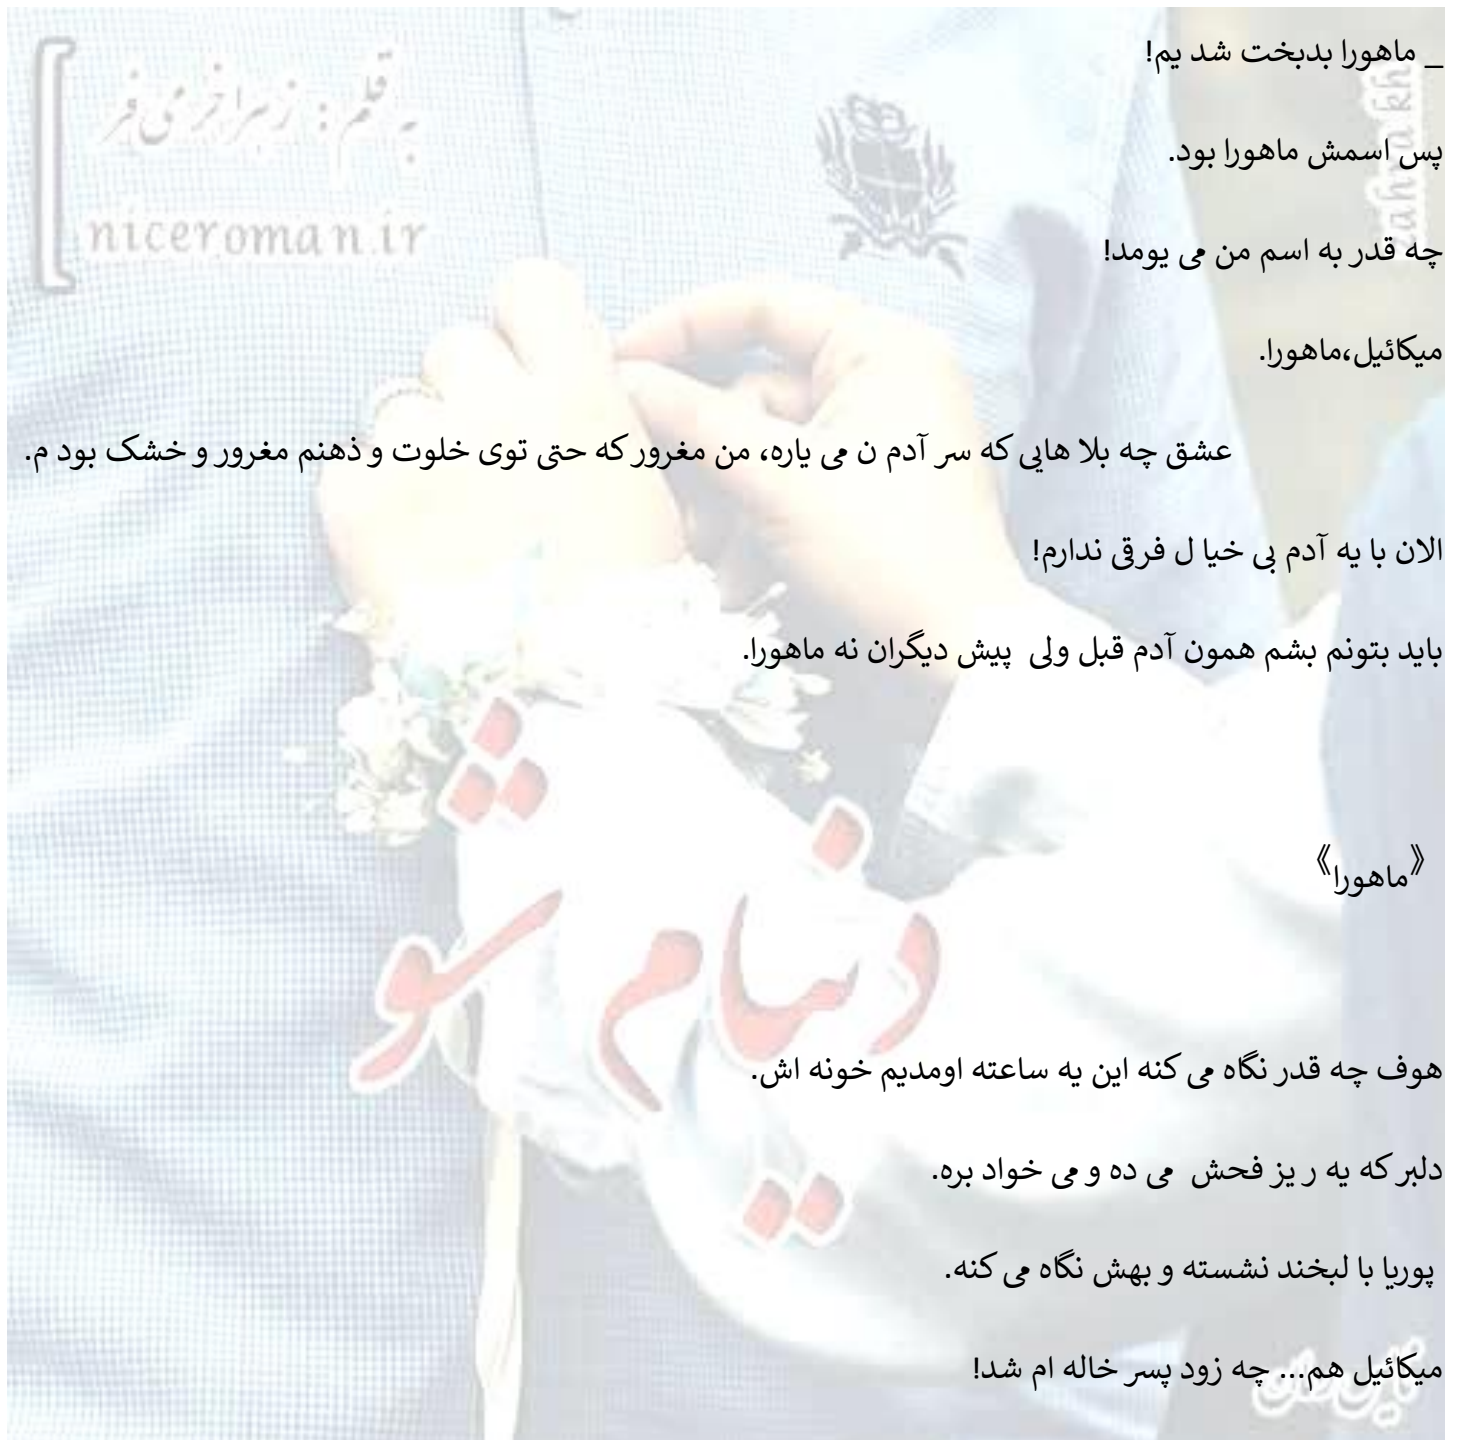 _ ماهورا بدبخت شد یم!
پس اسمش ماهورا بود.
چه قدر به اسم من می یومد!
میکائیل،ماهورا.
عشق چه بلا هایی که سر آدم ن می یاره، من مغرور که حتی توی خلوت و ذهنم مغرور و خشک بود م.
الان با یه آدم بی خیا ل فرقی ندارم!
باید بتونم بشم همون آدم قبل ولی پیش دیگران نه ماهورا.
《ماهورا》
هوف چه قدر نگاه می کنه این یه ساعته اومدیم خونه اش.
دلبر که یه ر یز فحش می ده و می خواد بره.
پوریا با لبخند نشسته و بهش نگاه می کنه.
میکائیل هم... چه زود پسر خاله ام شد!
به قلم: زهرا خرمی فر
niceroman.ir
دنیام شو